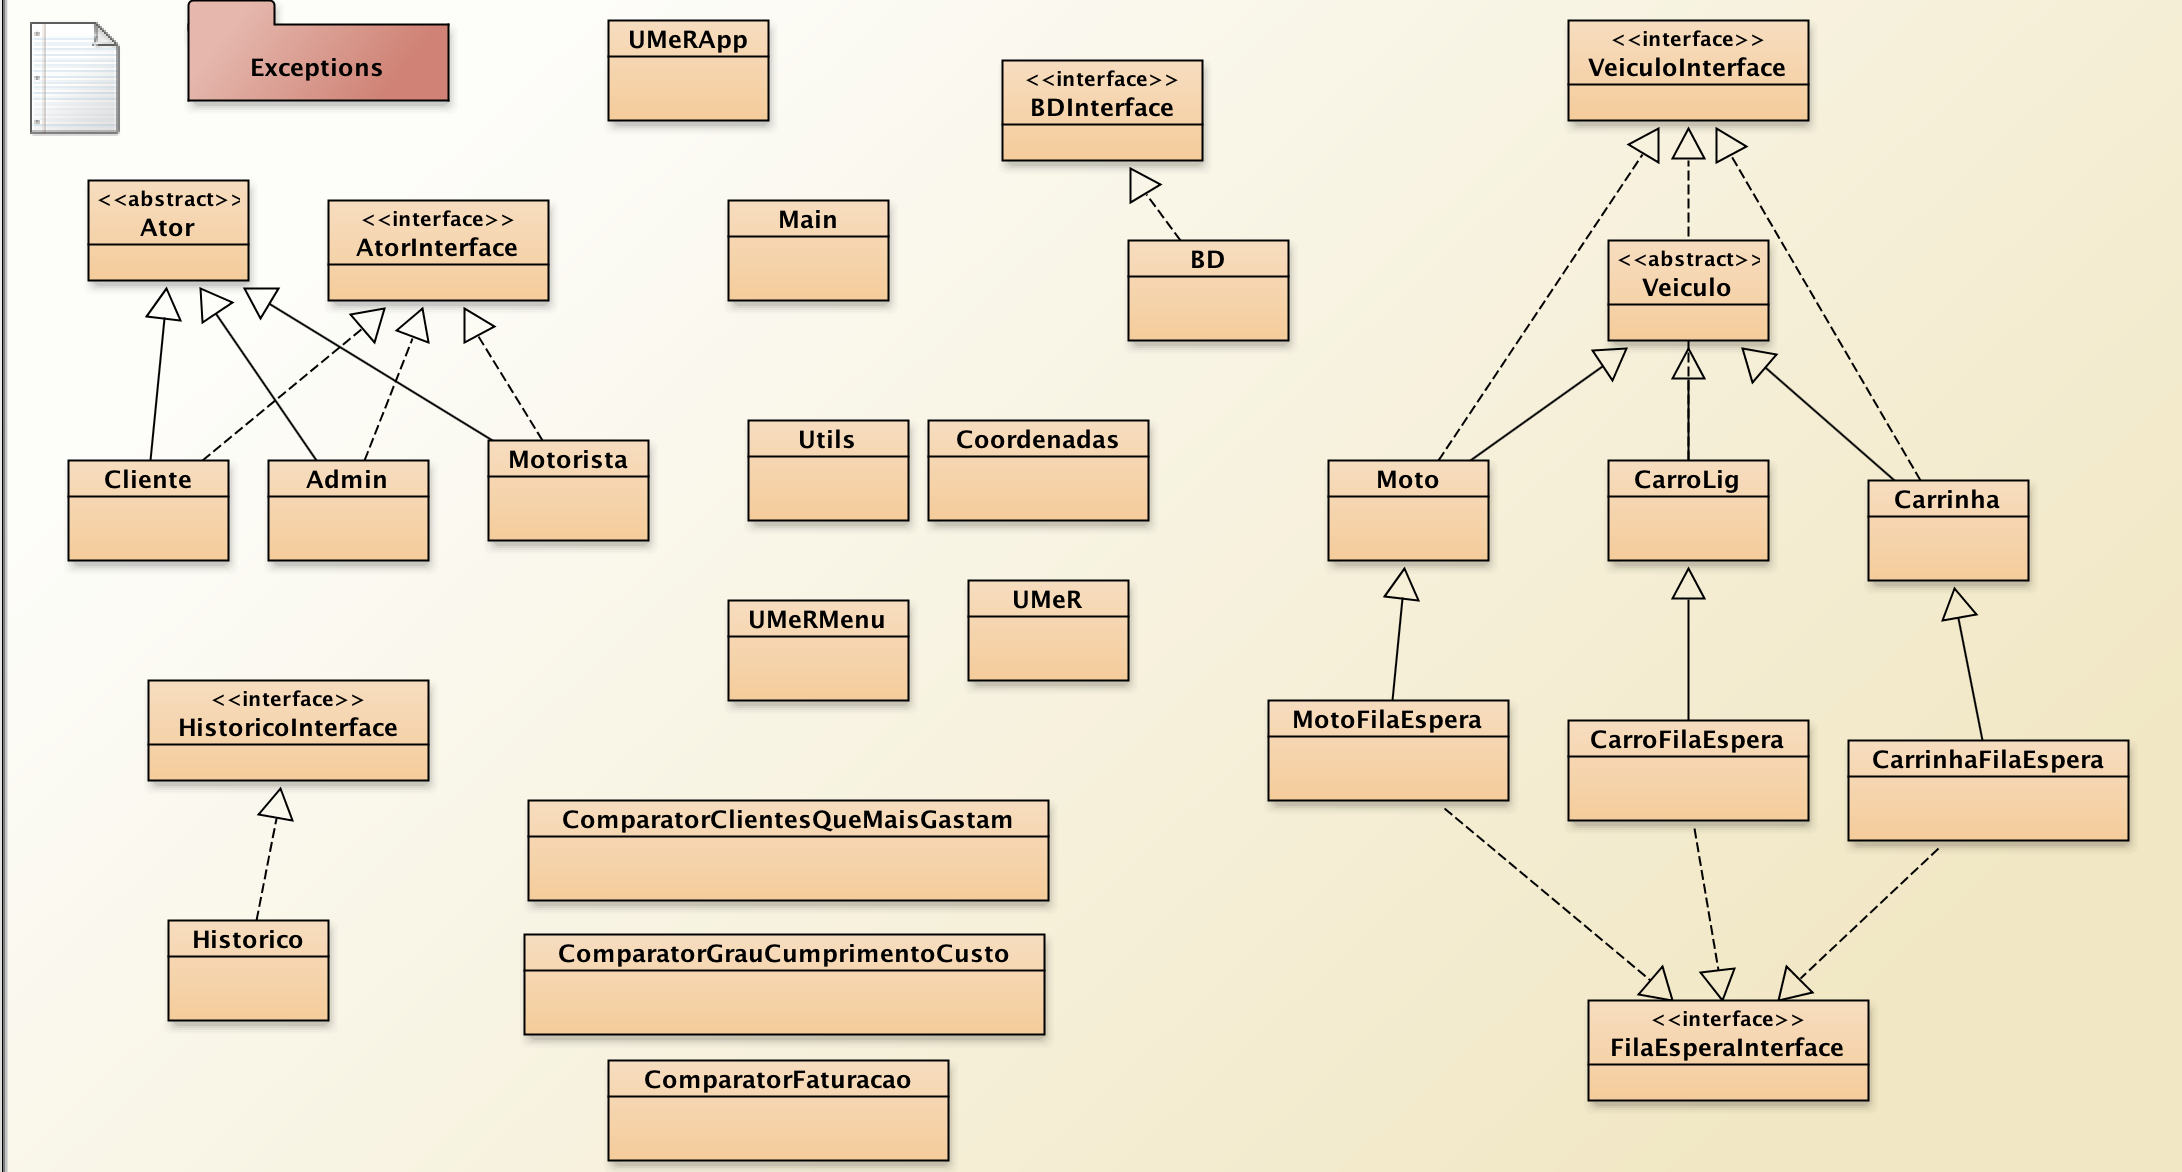 Exceptions
UMeRApp
<<interface>>
BDInterface
<<interface>>
VeiculoInterface
<<abstract>>
Ator
<<interface>>
AtorInterface
Main
BD
<<abstract>>
Veiculo
Cliente
Admin
Motorista
Utils
Coordenadas
Moto
CarroLig
Carrinha
UMeRMenu
UMeR
<<interface>>
HistoricoInterface
MotoFilaEspera
CarroFilaEspera
CarrinhaFilaEspera
ComparatorClientesQueMaisGastam
Historico
ComparatorGrauCumprimentoCusto
<<interface>>
FilaEsperaInterface
ComparatorFaturacao